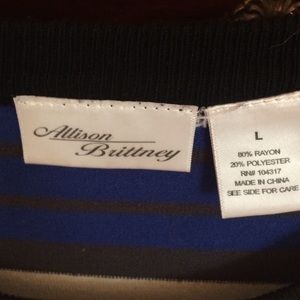 Allison
Brittney
L
80% RAYON
20% POLYESTER
RN# 104317
MADE IN CHINA
SEE SIDE FOR CARE